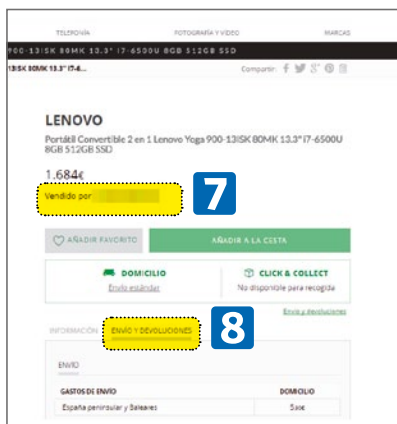 TELEFONÍA FOTOGRAFÍA Y VÍDEO MARCAS
900-13ISK 80MK 13.3" I7-6500U 8GB 512GB SSD
13ISK 80MK 13.3" I7-6...
Compartir:
LENOVO
Portátil Convertible 2 en 1 Lenovo Yoga 900-13ISK 80MK 13.3" i7-6500U
8GB 512GB SSD
1.684€
Vendido por
7
AÑADIR FAVORITO AÑADIR A LA CESTA
DOMICILIO CLICK & COLLECT
Envío estándar No disponible para recogida
Envío y devoluciones
INFORMACIÓN ENVÍO Y DEVOLUCIONES 8
ENVÍO
GASTOS DE ENVÍO DOMICILIO
España peninsular y Baleares